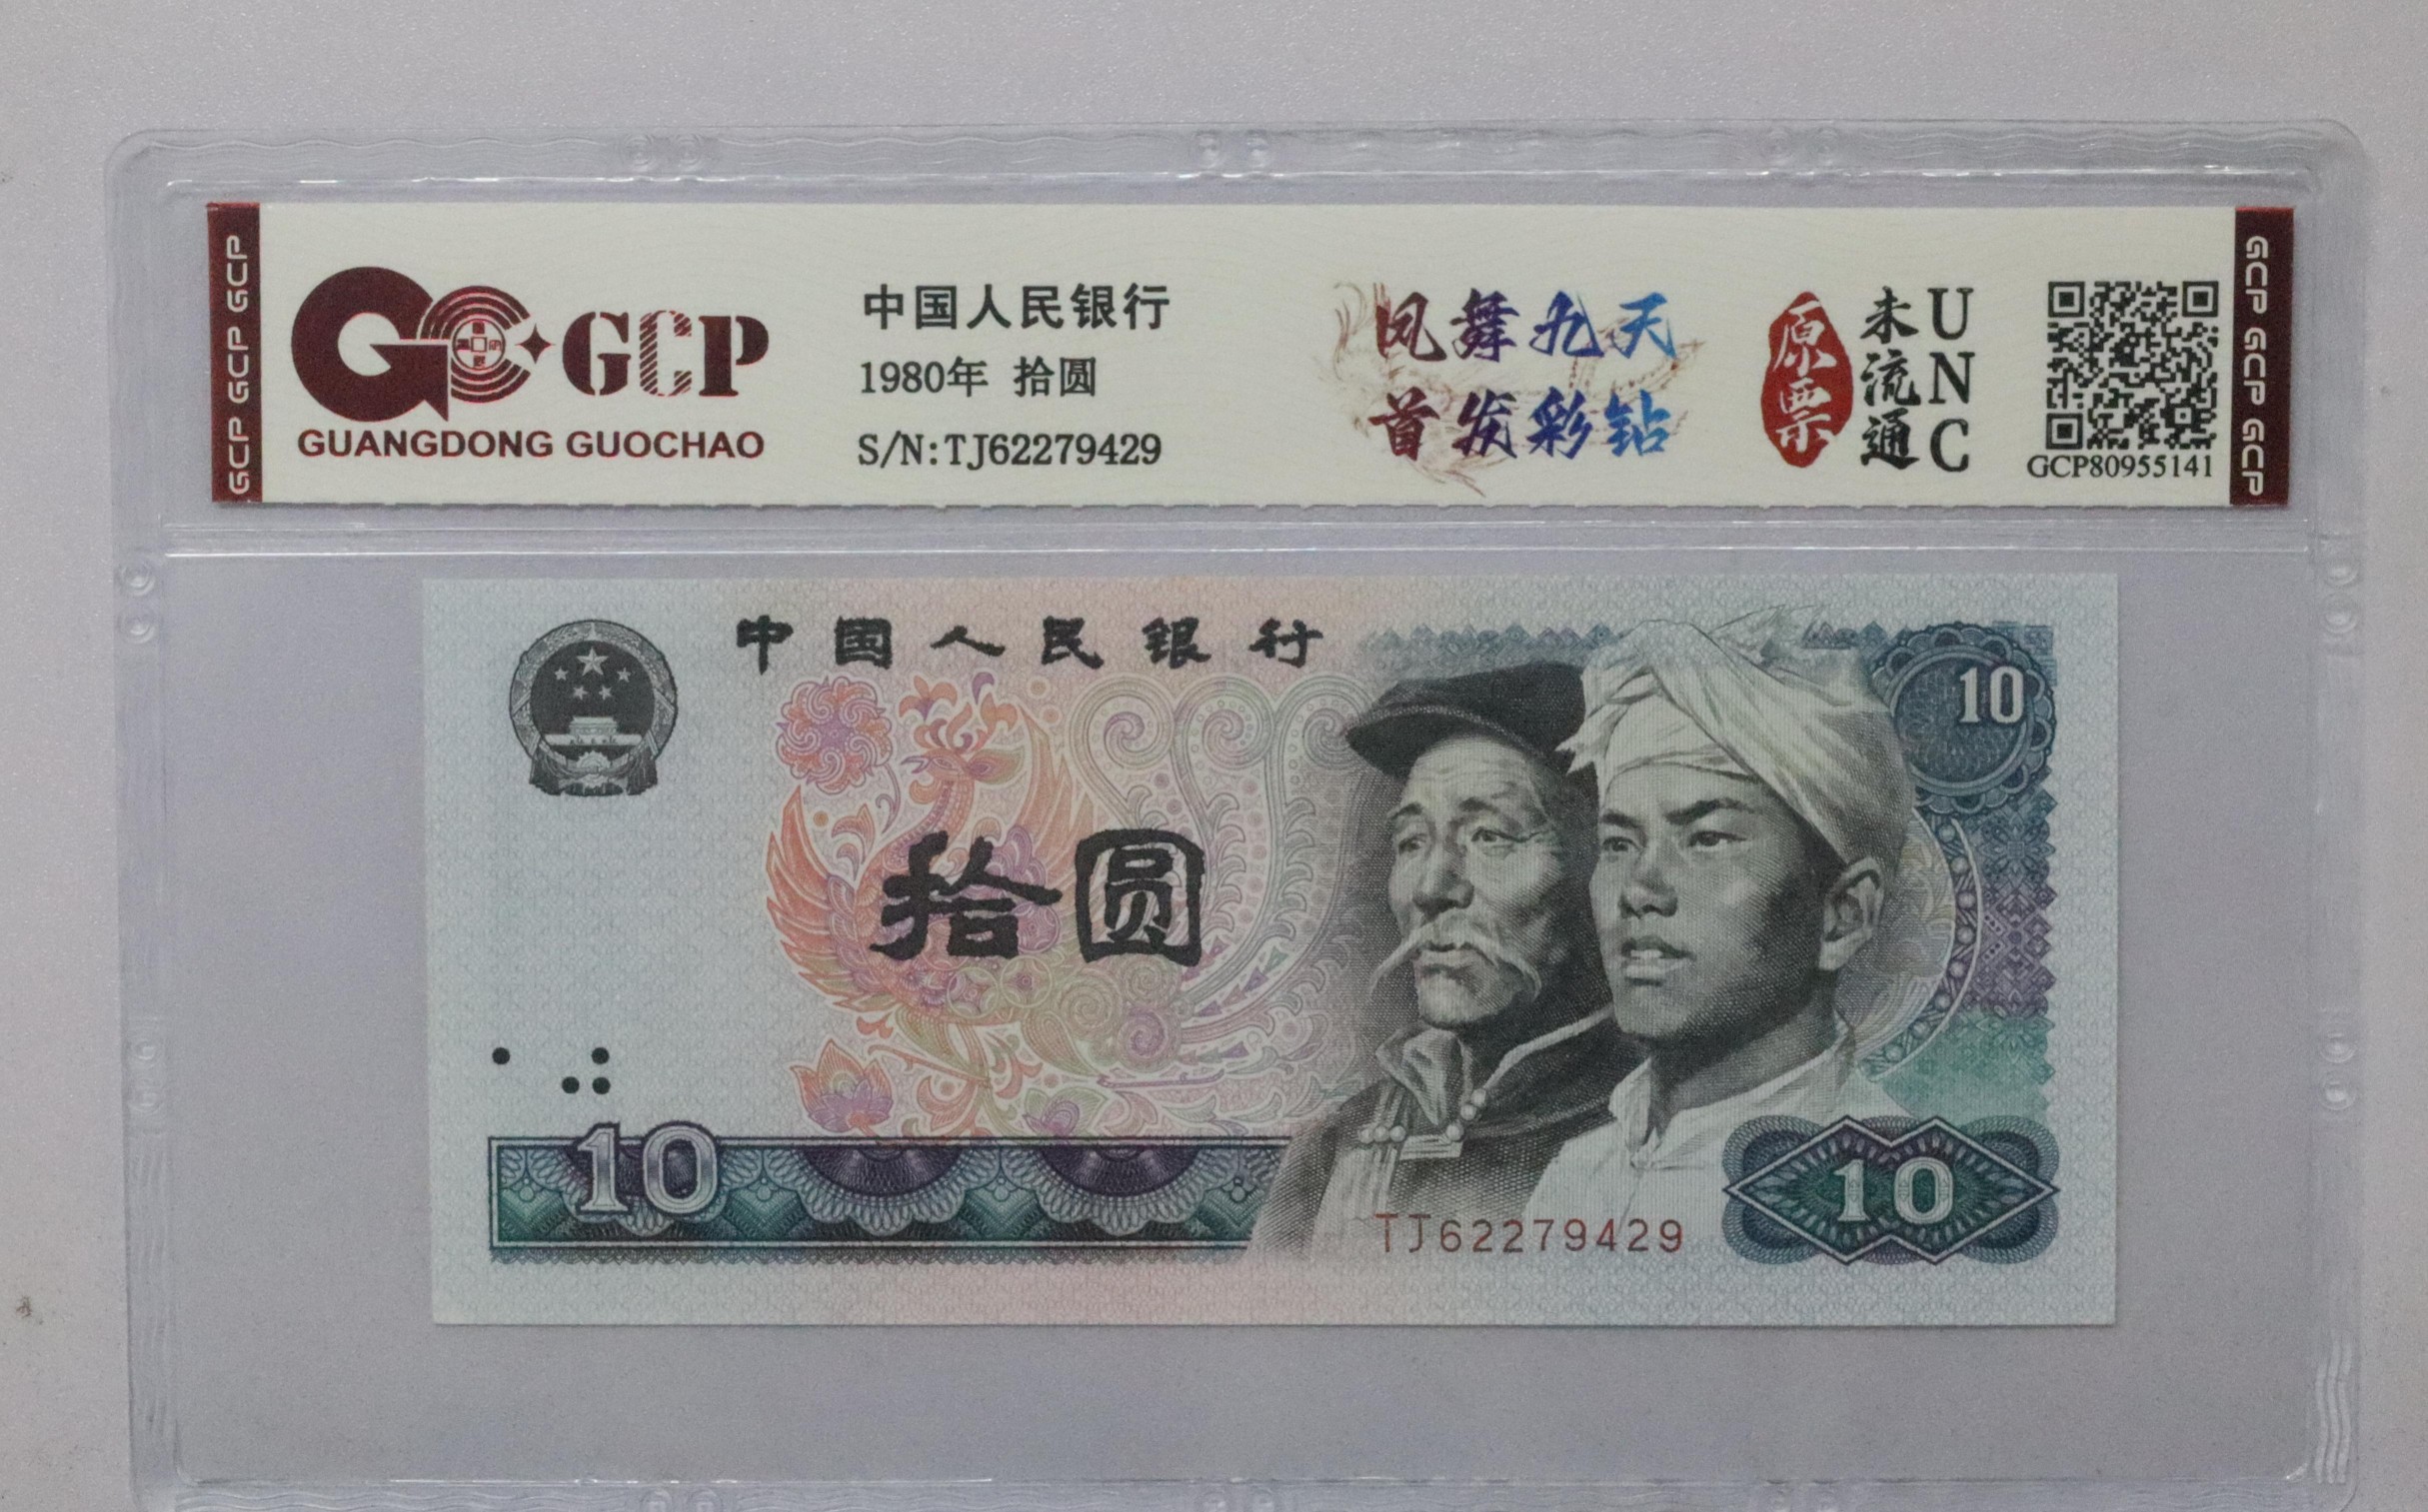 GCP GCP GCP
GCP
GUANGDONG GUOCHAO
中国人民银行
1980年 拾圆
S/N:TJ62279429
凤舞九天
首发彩钻
原票
未流通
UNC
GCP80955141
GCP GCP GCP
中国人民银行
10
拾圆
10
TJ62279429
10